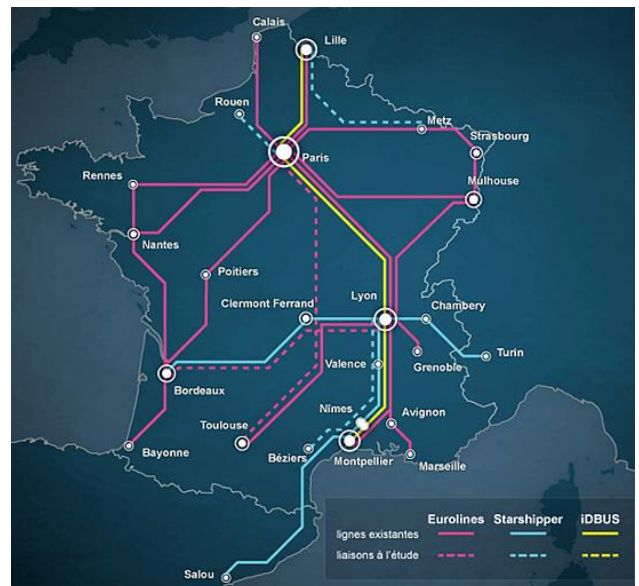 Calais
Lille
Rouen
Metz
Strasbourg
Paris
Rennes
Mulhouse
Nantes
Poitiers
Lyon
Clermont Ferrand
Chambery
Turin
Valence
Grenoble
Bordeaux
Nîmes
Avignon
Toulouse
Béziers
Montpellier
Marseille
Bayonne
Salou
Eurolines Starshipper iDBUS
lignes existantes
liaisons à l'étude